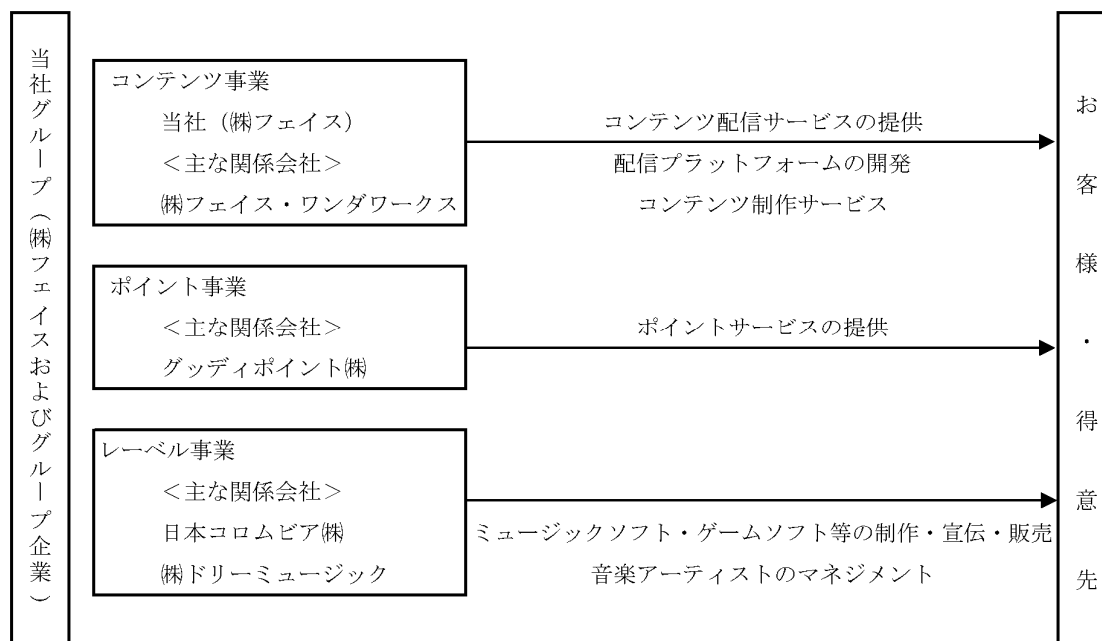 当社グループ(㈱フェイスおよびグループ企業)
コンテンツ事業
当社(㈱フェイス)
<主な関係会社>
㈱フェイス・ワンダワークス
コンテンツ配信サービスの提供
配信プラットフォームの開発
コンテンツ制作サービス
ポイント事業
<主な関係会社>
グッディポイント㈱
ポイントサービスの提供
レーベル事業
<主な関係会社>
日本コロムビア㈱
㈱ドリーミュージック
ミュージックソフト・ゲームソフト等の制作・宣伝・販売
音楽アーティストのマネジメント
お客様・得意先